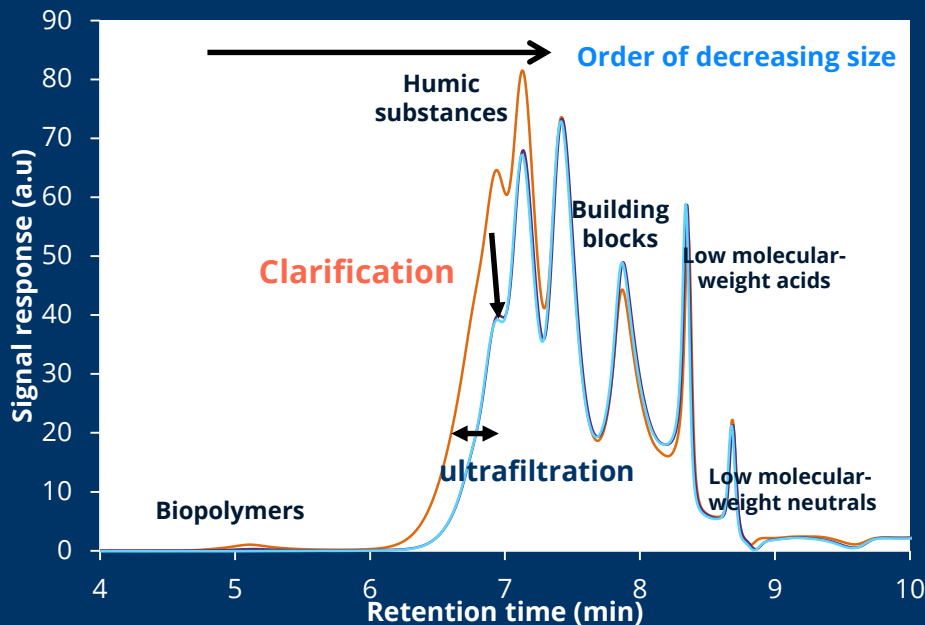 90
80
70
60
50
40
30
20
10
0
Signal response (a.u)
Order of decreasing size
Humic
substances
Building
blocks
Clarification
Low molecular-
weight acids
ultrafiltration
Low molecular-
weight neutrals
Biopolymers
4 5 6 7 8 9 10
Retention time (min)